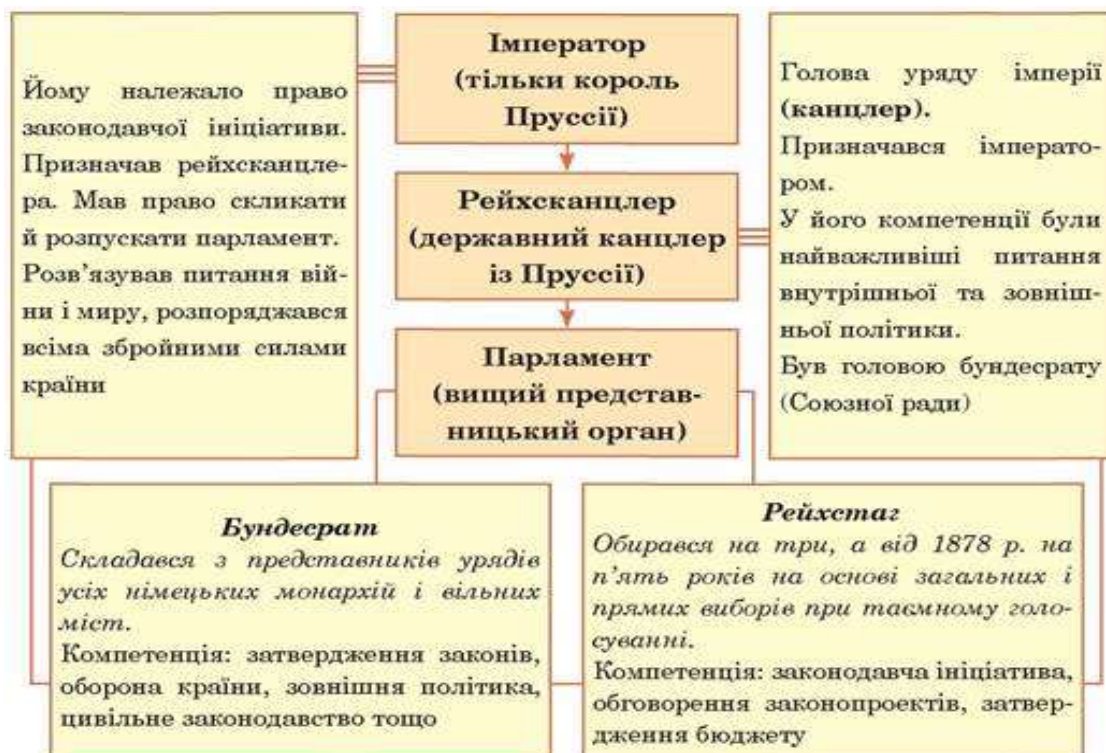 Імператор
(тільки король
Пруссії)
Йому належало право
законодавчої ініціативи.
Призначав рейхсканцле-
ра. Мав право скликати
й розпускати парламент.
Розв'язував питання вій-
ни і миру, розпоряджався
всіма збройними силами
країни
Рейхсканцлер
(державний канцлер
із Пруссії)
Голова уряду імперії
(канцлер).
Призначався імперато-
ром.
У його компетенції були
найважливіші питання
внутрішньої та зовніш-
ньої політики.
Був головою бундесрату
(Союзної ради)
Парламент
(вищий представ-
ницький орган)
Бундесрат
Складався з представників урядів
усіх німецьких монархій і вільних
міст.
Компетенція: затвердження законів,
оборона країни, зовнішня політика,
цивільне законодавство тощо
Рейхстаг
Обирався на три, а від 1878 р. на
п'ять років на основі загальних і
прямих виборів при таємному голо-
суванні.
Компетенція: законодавча ініціатива,
обговорення законопроектів, затвер-
дження бюджету